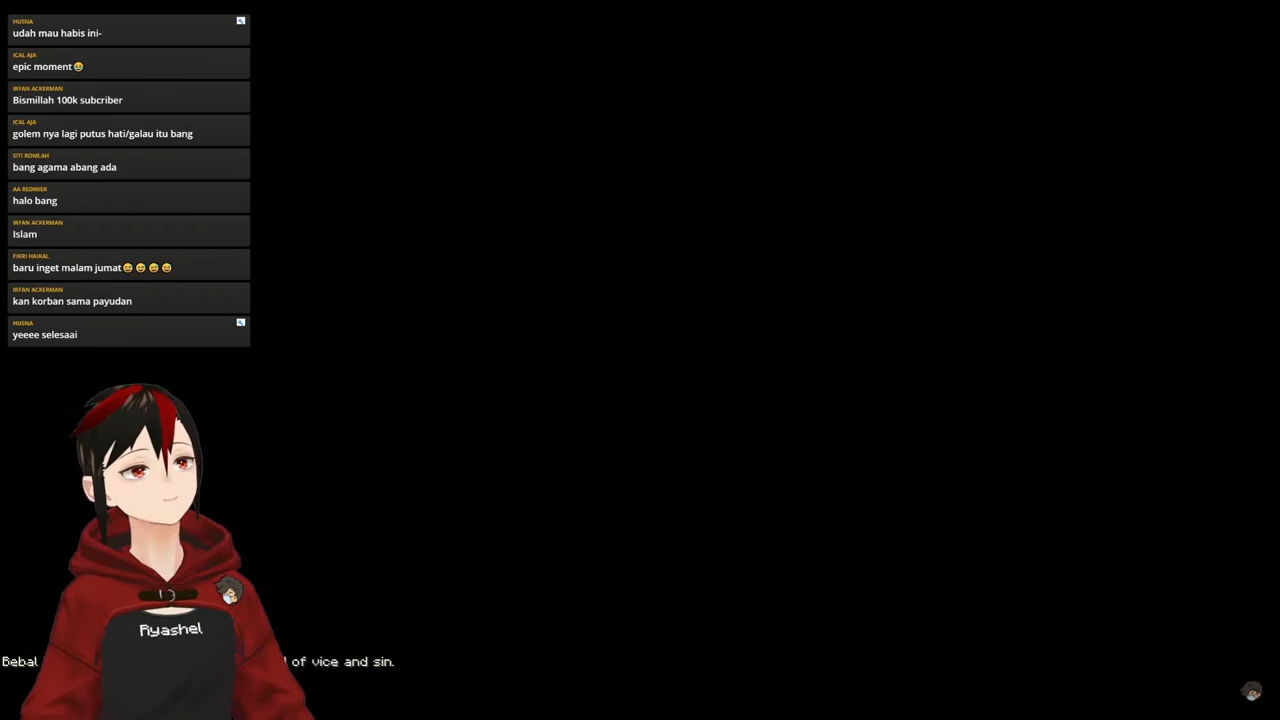 HUSNA
udah mau habis ini-
ICAL AJA
epic moment😂
IRFAN ACKERMAN
Bismillah 100k subcriber
ICAL AJA
golem nya lagi putus hati/galau itu bang
SITI ROMLAH
bang agama abang ada
AA REDMIER
halo bang
IRFAN ACKERMAN
Islam
FIKRI HAIKAL
baru inget malam jumat😅😅😅😅
IRFAN ACKERMAN
kan korban sama payudan
HUSNA
yeeee selesaai
Ryashel
Bebal of vice and sin.